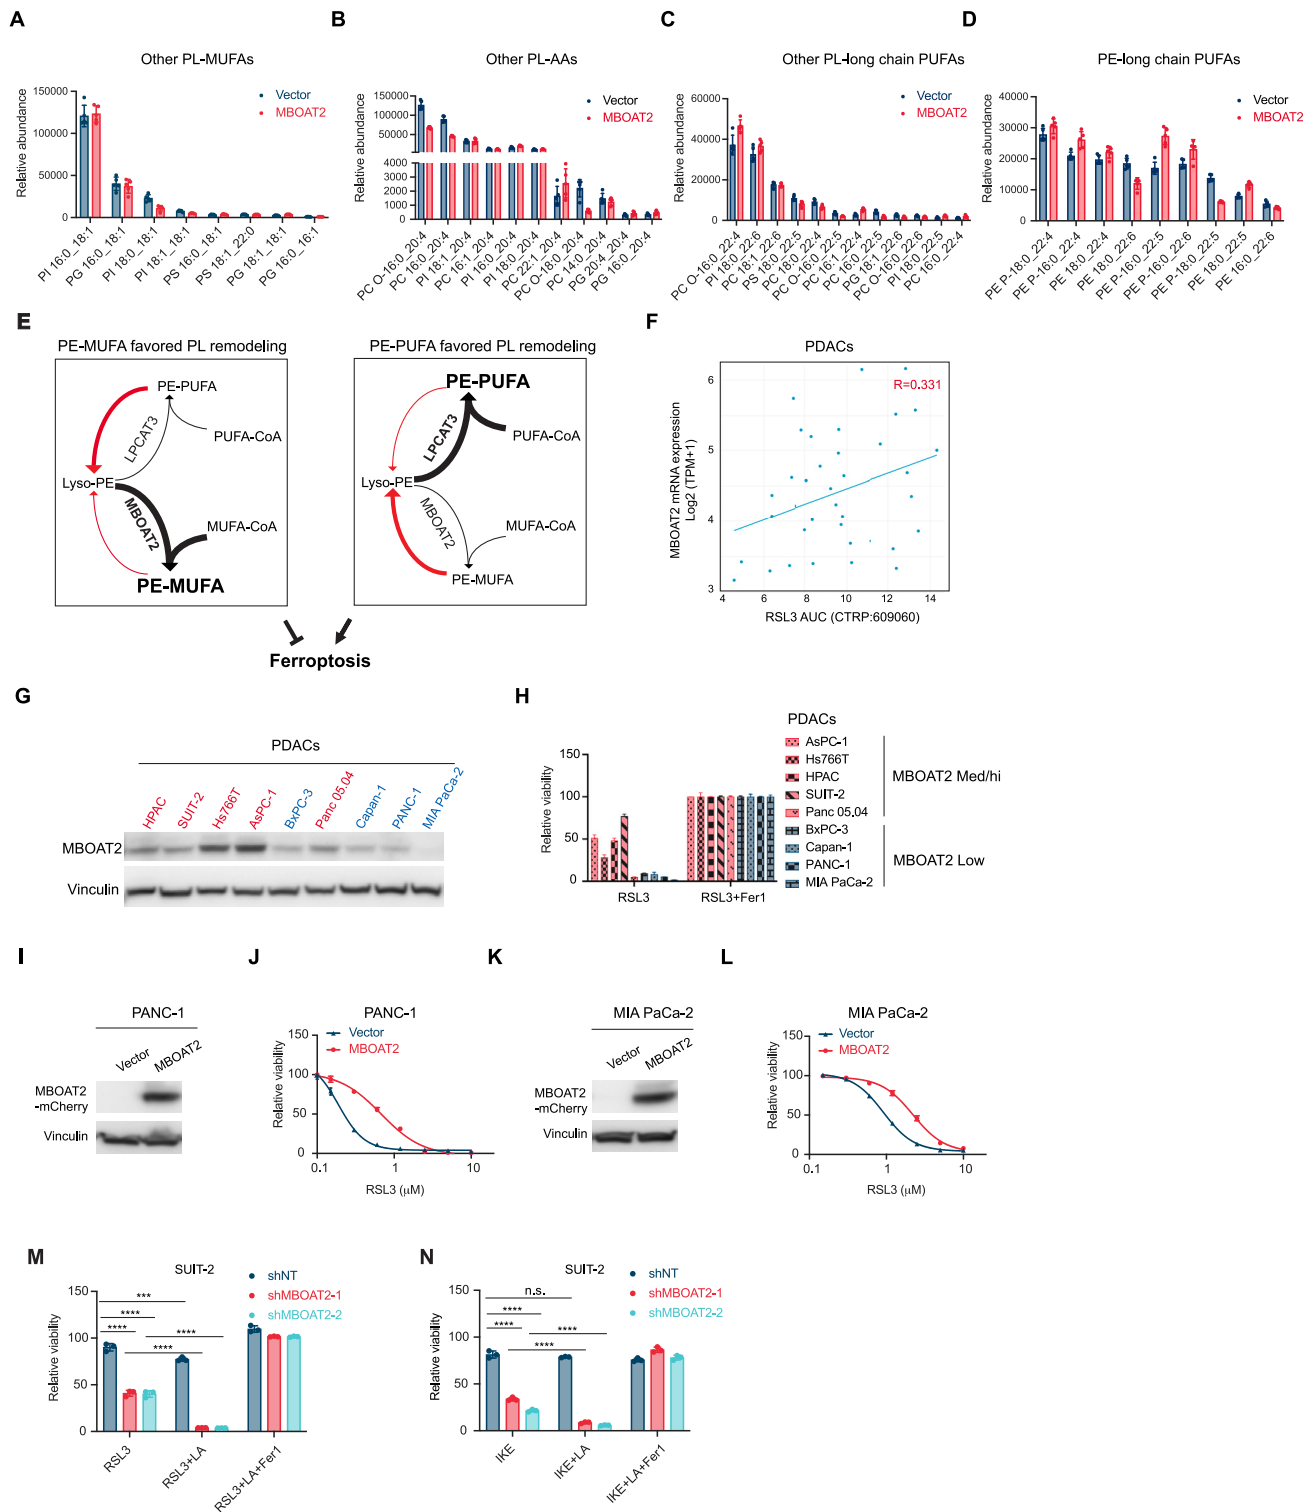 A
Other PL-MUFAs
Relative abundance
150000
100000
50000
0
Vector
MBOAT2
PI 16:0_18:1
PG 16:0_18:1
PI 18:0_18:1
PI 18:1_18:1
PS 16:0_18:1
PS 18:1_22:0
PG 18:1_18:1
PG 16:0_16:1
B
Other PL-AAs
Relative abundance
150000
100000
50000
4000
3000
2000
1000
0
Vector
MBOAT2
PC O-16:0_20:4
PC 16:0_20:4
PI 18:1_20:4
PC 16:1_20:4
PI 16:0_20:4
PI 18:0_20:4
PC 22:1_20:4
PC O-18:0_20:4
PC 14:0_20:4
PG 20:4_20:4
PG 16:0_20:4
C
Other PL-long chain PUFAs
Relative abundance
60000
40000
20000
0
Vector
MBOAT2
PC O-16:0_22:4
PI 18:0_22:6
PC 18:1_22:6
PS 18:0_22:5
PC 18:0_22:4
PC O-16:0_22:5
PC 16:1_22:4
PC 16:0_22:5
PC O-16:0_22:6
PI 16:0_22:6
PC 18:0_22:5
PC 16:0_22:4
D
PE-long chain PUFAs
Relative abundance
40000
30000
20000
10000
0
Vector
MBOAT2
PE P-18:0_22:4
PE P-16:0_22:4
PE 18:0_22:4
PE 18:0_22:6
PE P-16:0_22:5
PE P-16:0_22:6
PE P-18:0_22:5
PE 18:0_22:5
PE 16:0_22:6
E
PE-MUFA favored PL remodeling
PE-PUFA
LPCAT3
PUFA-CoA
Lyso-PE
MBOAT2
MUFA-CoA
PE-MUFA
PE-PUFA favored PL remodeling
PE-PUFA
LPCAT3
PUFA-CoA
Lyso-PE
MBOAT2
MUFA-CoA
PE-MUFA
Ferroptosis
F
PDACs
R=0.331
MBOAT2 mRNA expression
Log2 (TPM+1)
6
5
4
3
4
6
8
10
12
14
RSL3 AUC (CTRP:609060)
G
PDACs
HPAC
SUIT-2
Hs766T
AsPC-1
BxPC-3
Panc 05.04
Capan-1
PANC-1
MIA PaCa-2
MBOAT2
Vinculin
H
Relative viability
150
100
50
0
RSL3
RSL3+Fer1
PDACs
AsPC-1
Hs766T
HPAC
SUIT-2
Panc 05.04
BxPC-3
Capan-1
PANC-1
MIA PaCa-2
MBOAT2 Med/hi
MBOAT2 Low
I
PANC-1
Vector
MBOAT2
MBOAT2
-mCherry
Vinculin
J
PANC-1
Vector
MBOAT2
Relative viability
150
100
50
0
0.1
1
10
RSL3 (μM)
K
MIA PaCa-2
Vector
MBOAT2
MBOAT2
-mCherry
Vinculin
L
MIA PaCa-2
Vector
MBOAT2
Relative viability
150
100
50
0
0.1
1
10
RSL3 (μM)
M
SUIT-2
shNT
shMBOAT2-1
shMBOAT2-2
Relative viability
150
100
50
0
***
****
****
****
****
RSL3
RSL3+LA
RSL3+LA+Fer1
N
SUIT-2
shNT
shMBOAT2-1
shMBOAT2-2
Relative viability
150
100
50
0
n.s.
****
****
****
****
IKE
IKE+LA
IKE+LA+Fer1